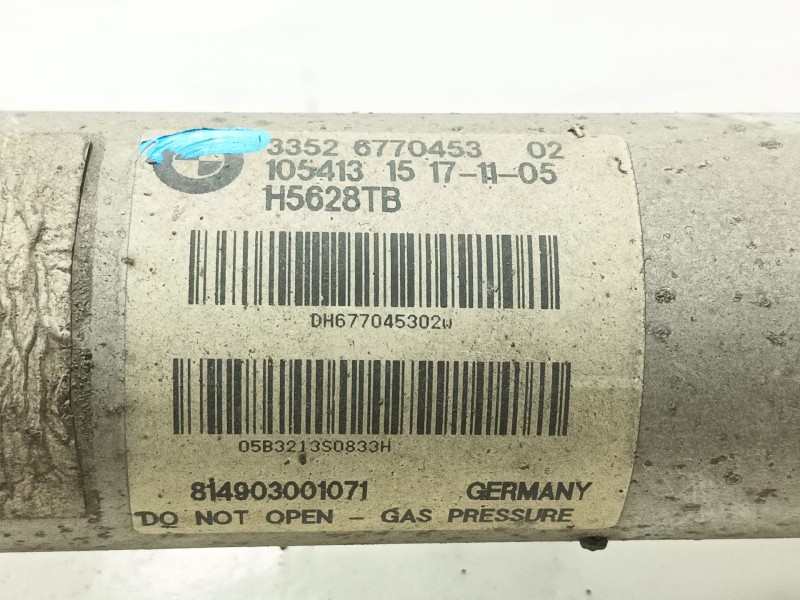 3352 6770453 02
105413 15 17-11-05
H5628TB
DH677045302W
05B3213S0833H
814903001071 GERMANY
DO NOT OPEN - GAS PRESSURE